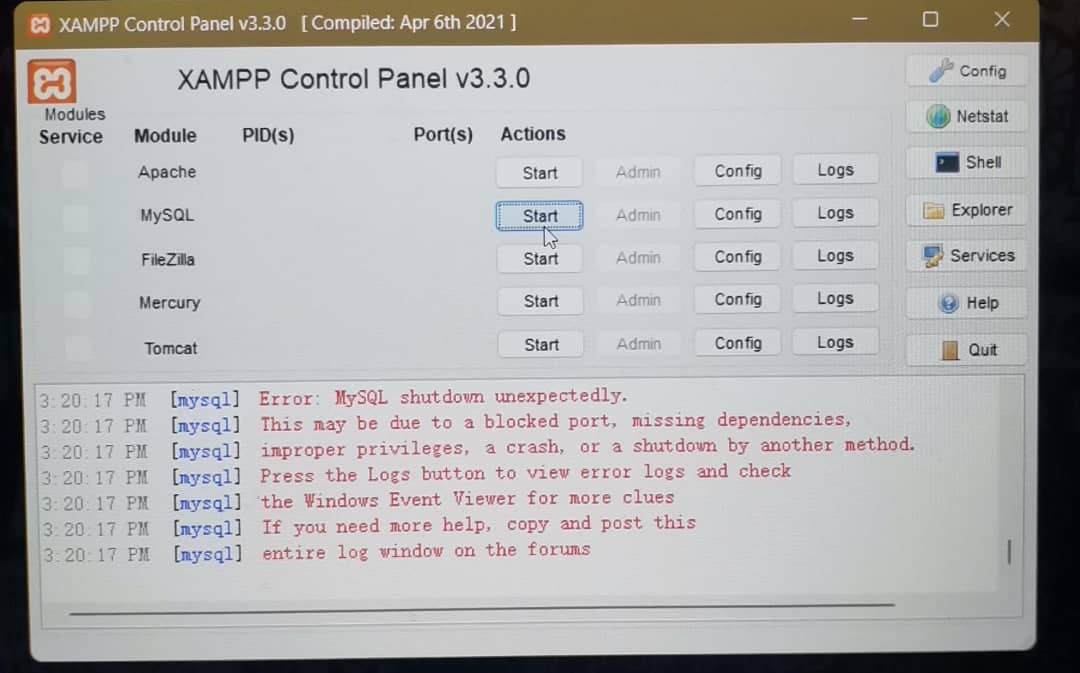 XAMPP Control Panel v3.3.0 [ Compiled: Apr 6th 2021 ]
XAMPP Control Panel v3.3.0
Config
Modules
Service Module PID(s) Port(s) Actions
Netstat
Apache Start Admin Config Logs
Shell
MySQL Start Admin Config Logs
Explorer
FileZilla Start Admin Config Logs
Services
Mercury Start Admin Config Logs
Help
Tomcat Start Admin Config Logs
Quit
3:20:17 PM [mysql] Error: MySQL shutdown unexpectedly.
3:20:17 PM [mysql] This may be due to a blocked port, missing dependencies,
3:20:17 PM [mysql] improper privileges, a crash, or a shutdown by another method.
3:20:17 PM [mysql] Press the Logs button to view error logs and check
3:20:17 PM [mysql] the Windows Event Viewer for more clues
3:20:17 PM [mysql] If you need more help, copy and post this
3:20:17 PM [mysql] entire log window on the forums